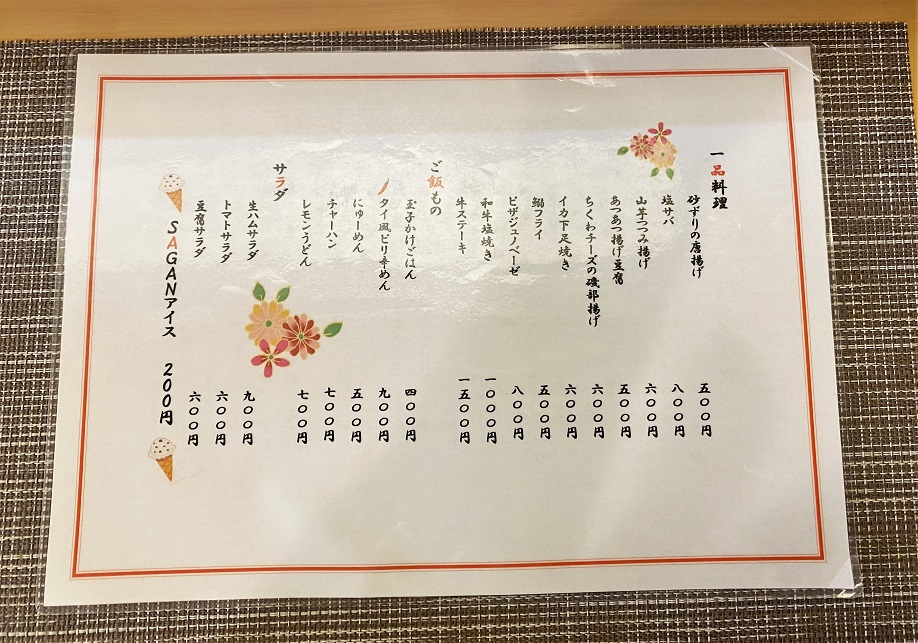 一品料理
砂ずりの唐揚げ 五〇〇円
塩サバ 八〇〇円
山芋つつみ揚げ 六〇〇円
あつあつ揚げ豆腐 五〇〇円
ちくわチーズの磯部揚げ 六〇〇円
イカ下足焼き 六〇〇円
鰯フライ 五〇〇円
ピザジェノベーゼ 八〇〇円
和牛塩焼き 一〇〇〇円
牛ステーキ 一五〇〇円
ご飯もの
玉子かけごはん 四〇〇円
タイ風ピリ辛めん 九〇〇円
にゅーめん 五〇〇円
チャーハン 七〇〇円
レモンうどん 七〇〇円
サラダ
生ハムサラダ 九〇〇円
トマトサラダ 六〇〇円
豆腐サラダ 六〇〇円
SAGANアイス 200円